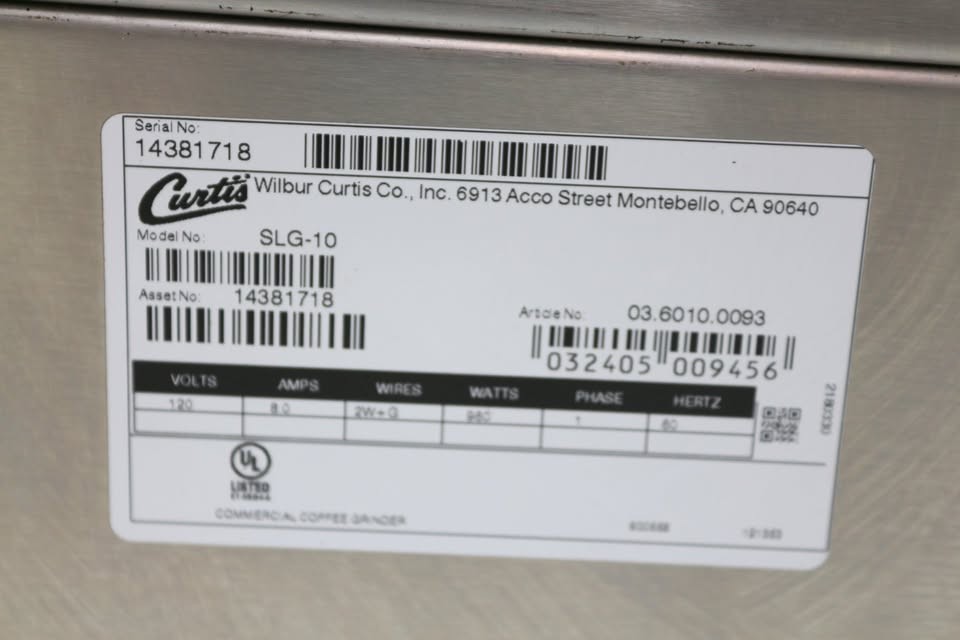 Serial No:
14381718
Curtis Wilbur Curtis Co., Inc. 6913 Acco Street Montebello, CA 90640
Model No: SLG-10
Asset No: 14381718
Article No: 03.6010.0093
032405 009456
VOLTS AMPS WIRES WATTS PHASE HERTZ
120 8.0 2W+G 960 1 60
2180330
UL
LISTED
COMMERCIAL COFFEE GRINDER